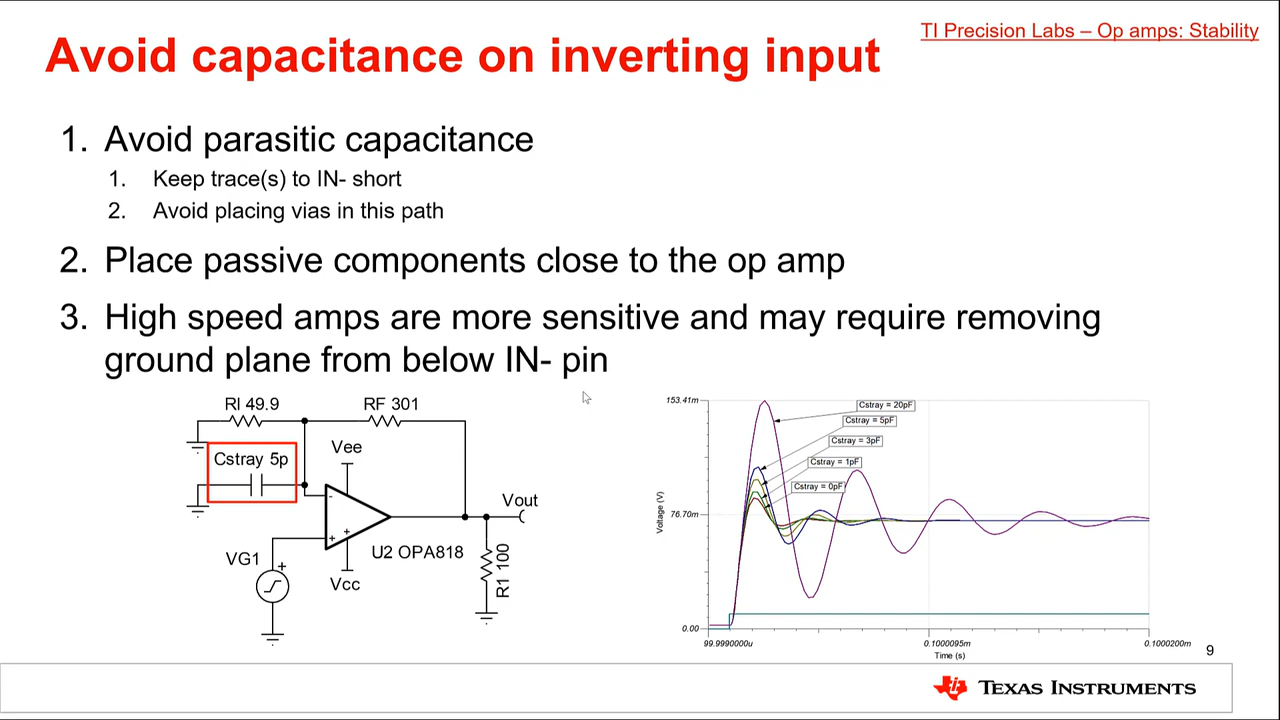 TI Precision Labs – Op amps: Stability
Avoid capacitance on inverting input
1. Avoid parasitic capacitance
1. Keep trace(s) to IN- short
2. Avoid placing vias in this path
2. Place passive components close to the op amp
3. High speed amps are more sensitive and may require removing
ground plane from below IN- pin
RI 49.9
RF 301
Cstray 5p
Vee
-
+
+
Vout
VG1
+
U2 OPA818
R1 100
Vcc
153.41m
Cstray = 20pF
Cstray = 5pF
Cstray = 3pF
Cstray = 1pF
Cstray = 0pF
Voltage (V)
76.70m
0.00
99.9990000u
0.1000095m
0.1000200m
Time (s)
9
TEXAS INSTRUMENTS